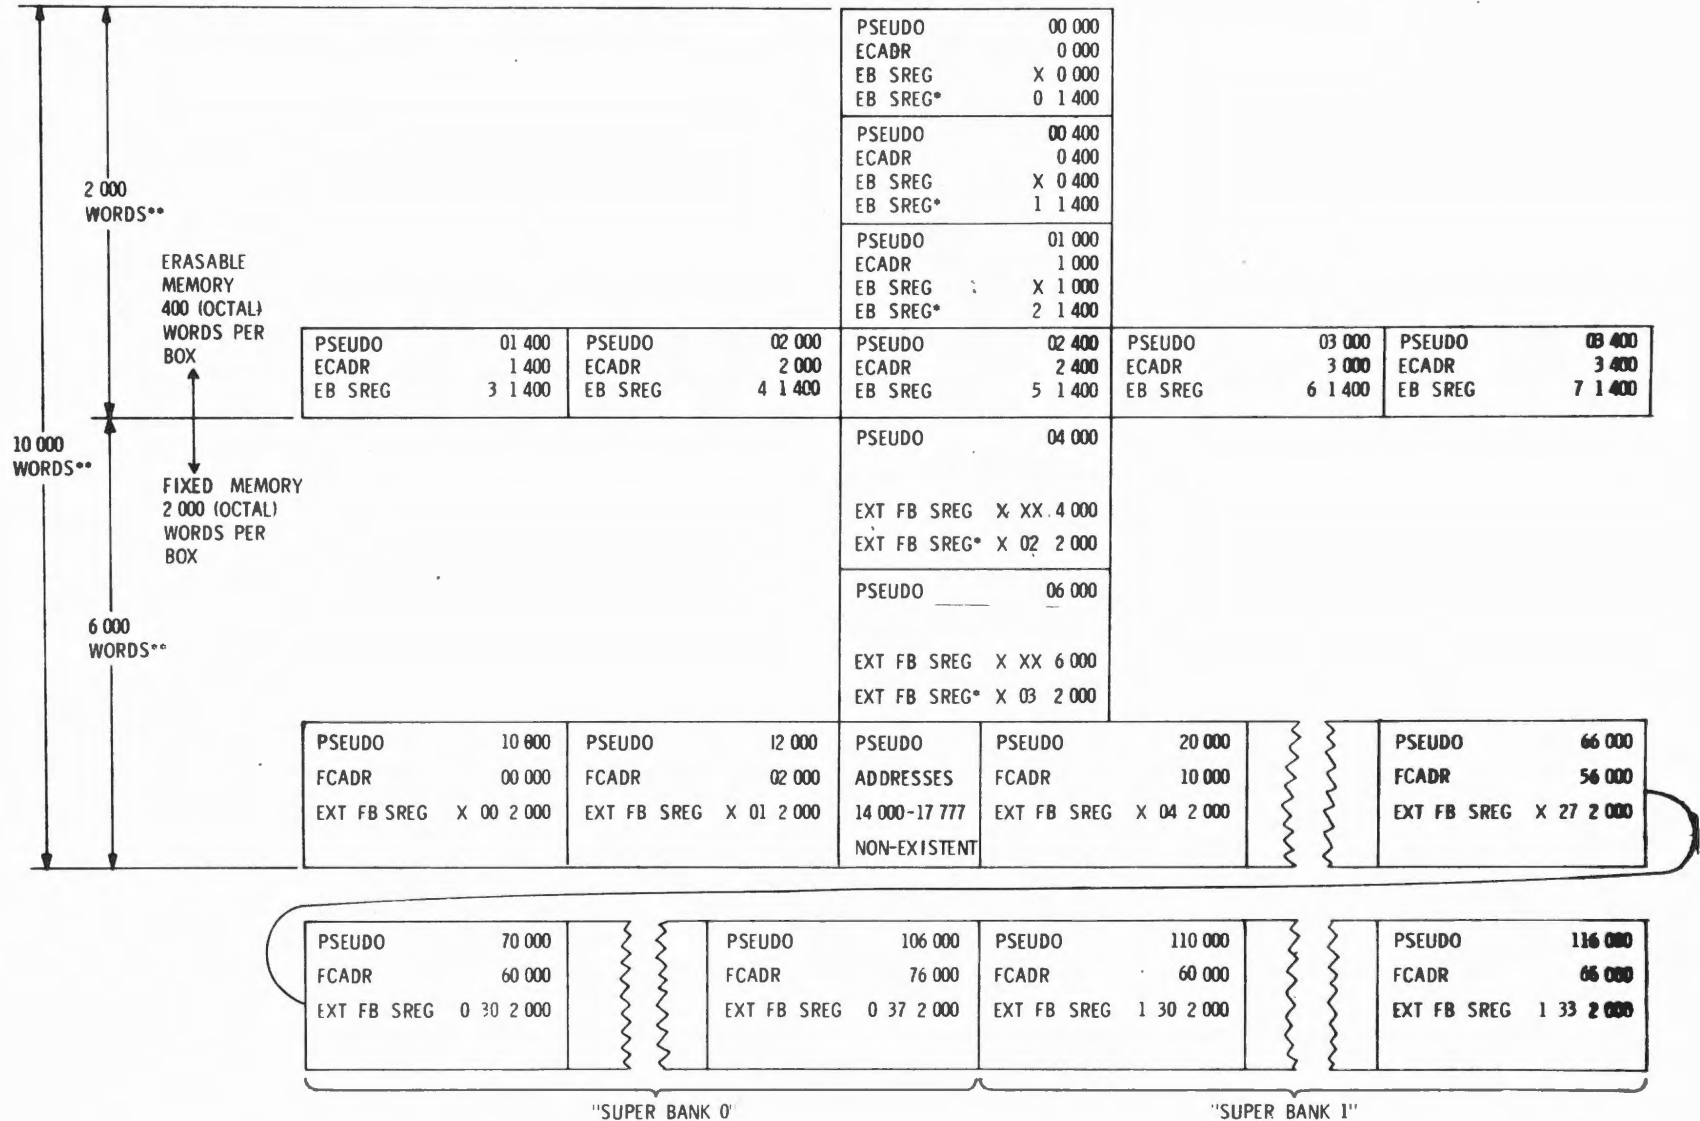 PSEUDO 00 000
ECADR 0 000
EB SREG X 0 000
EB SREG* 0 1 400
PSEUDO 00 400
ECADR 0 400
EB SREG X 0 400
EB SREG* 1 1 400
PSEUDO 01 000
ECADR 1 000
EB SREG X 1 000
EB SREG* 2 1 400
2 000
WORDS**
ERASABLE
MEMORY
400 (OCTAL)
WORDS PER
BOX
PSEUDO 01 400
ECADR 1 400
EB SREG 3 1 400
PSEUDO 02 000
ECADR 2 000
EB SREG 4 1 400
PSEUDO 02 400
ECADR 2 400
EB SREG 5 1 400
PSEUDO 03 000
ECADR 3 000
EB SREG 6 1 400
PSEUDO 03 400
ECADR 3 400
EB SREG 7 1 400
10 000
WORDS**
FIXED MEMORY
2 000 (OCTAL)
WORDS PER
BOX
6 000
WORDS**
PSEUDO 04 000
EXT FB SREG X XX 4 000
EXT FB SREG* X 02 2 000
PSEUDO 06 000
EXT FB SREG X XX 6 000
EXT FB SREG* X 03 2 000
PSEUDO 10 000
FCADR 00 000
EXT FB SREG X 00 2 000
PSEUDO 12 000
FCADR 02 000
EXT FB SREG X 01 2 000
PSEUDO
ADDRESSES
14 000-17 777
NON-EXISTENT
PSEUDO 20 000
FCADR 10 000
EXT FB SREG X 04 2 000
PSEUDO 66 000
FCADR 56 000
EXT FB SREG X 27 2 000
PSEUDO 70 000
FCADR 60 000
EXT FB SREG 0 30 2 000
PSEUDO 106 000
FCADR 76 000
EXT FB SREG 0 37 2 000
PSEUDO 110 000
FCADR 60 000
EXT FB SREG 1 30 2 000
PSEUDO 116 000
FCADR 66 000
EXT FB SREG 1 33 2 000
"SUPER BANK 0"
"SUPER BANK 1"